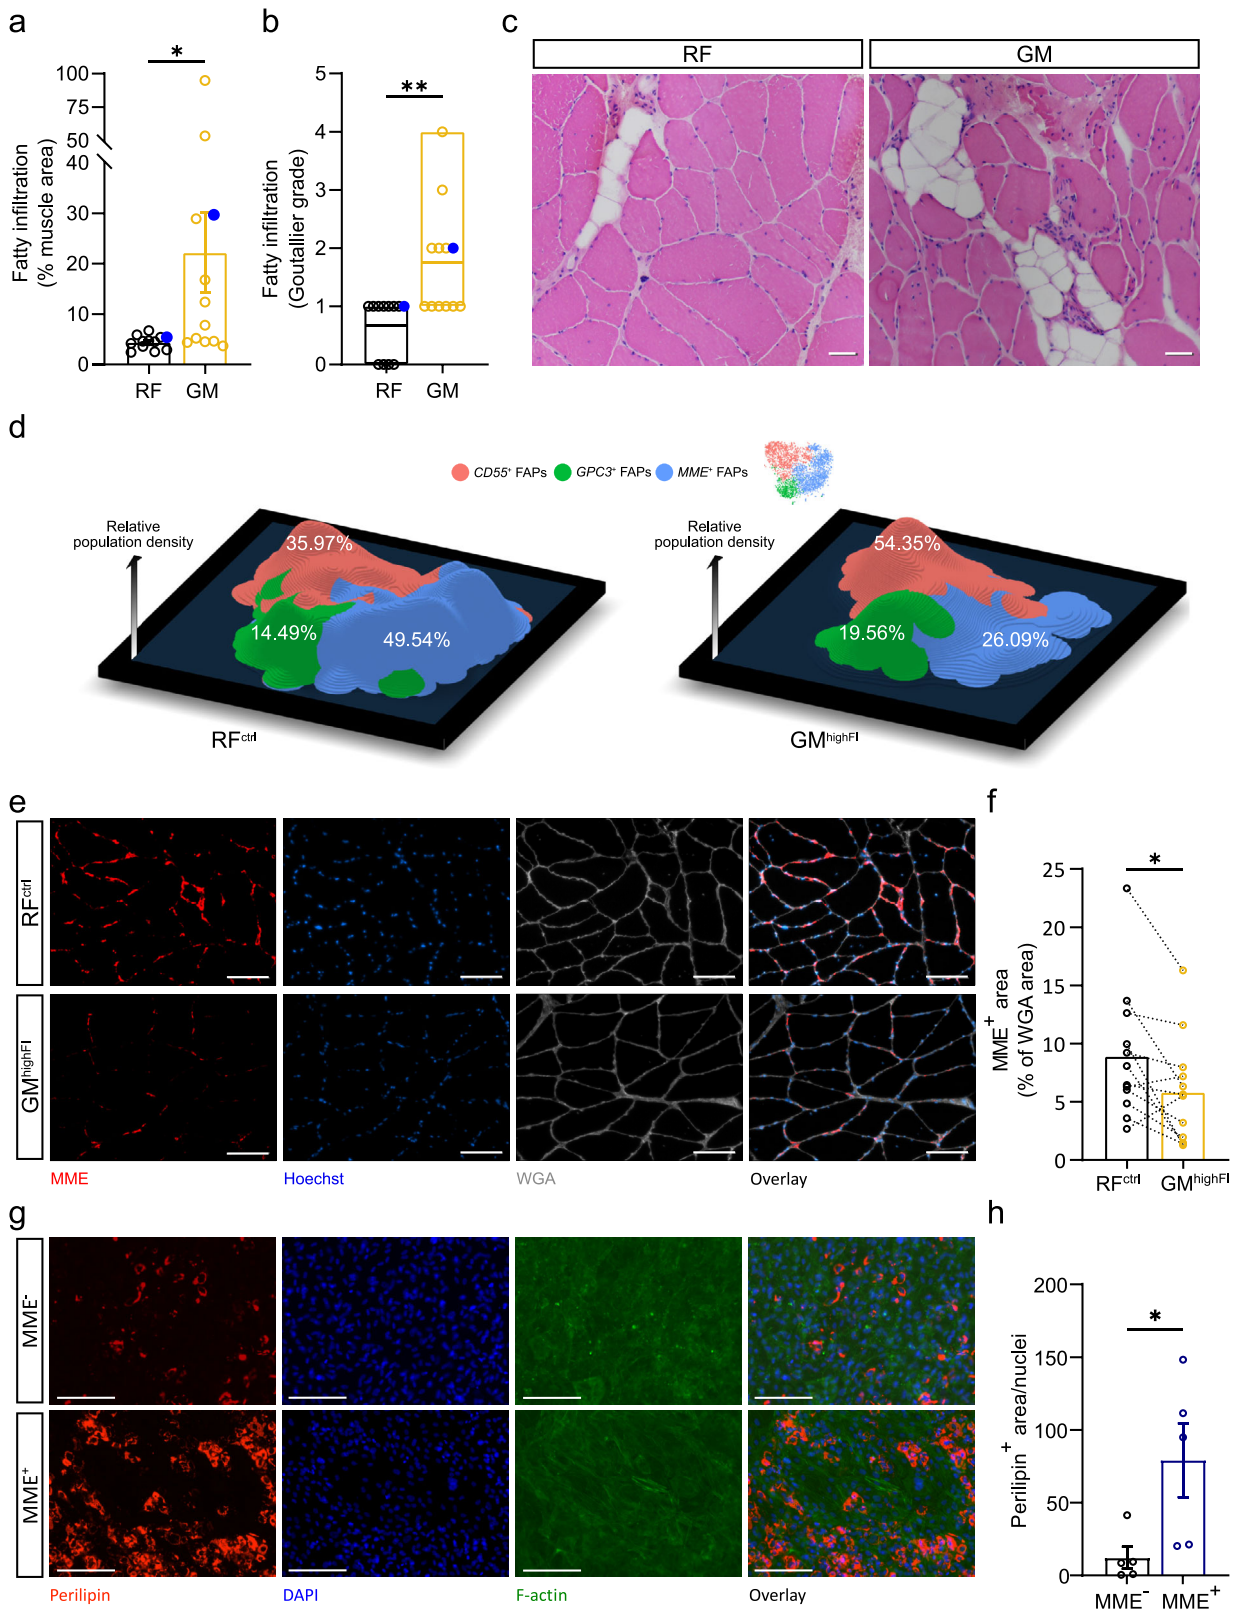 a
*
Fatty infiltration
(% muscle area)
100
75
50
40
30
20
10
0
RF
GM
b
**
Fatty infiltration
(Goutallier grade)
5
4
3
2
1
0
RF
GM
c
RF
GM
d
CD55+ FAPs
GPC3+ FAPs
MME+ FAPs
Relative
population density
35.97%
14.49%
49.54%
RFctrl
Relative
population density
54.35%
19.56%
26.09%
GMhighFI
e
RFctrl
GMhighFI
MME
Hoechst
WGA
Overlay
f
*
MME+ area
(% of WGA area)
25
20
15
10
5
0
RFctrl
GMhighFI
g
MME-
MME+
Perilipin
DAPI
F-actin
Overlay
h
*
Perilipin+ area/nuclei
200
150
100
50
0
MME-
MME+